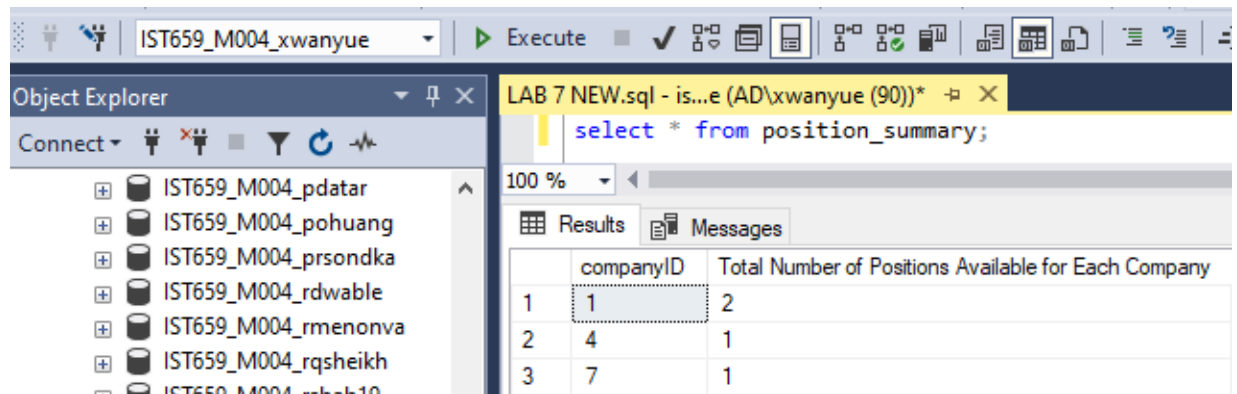 IST659_M004_xwanyue Execute
Object Explorer
LAB 7 NEW.sql - is...e (AD\xwanyue (90))*
Connect
select * from position_summary;
100 %
IST659_M004_pdatar
IST659_M004_pohuang
IST659_M004_prsondka
IST659_M004_rdwable
IST659_M004_rmenonva
IST659_M004_rqsheikh
Results Messages
companyID Total Number of Positions Available for Each Company
1 1 2
2 4 1
3 7 1